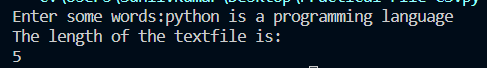 Enter some words:python is a programming language
The length of the textfile is:
5